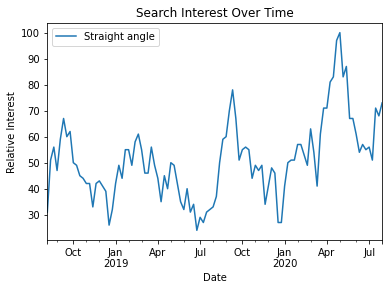 Search Interest Over Time
Straight angle
100
90
80
70
60
50
40
30
Relative Interest
Oct Jan Apr Jul Oct Jan Apr Jul
2019 2020
Date